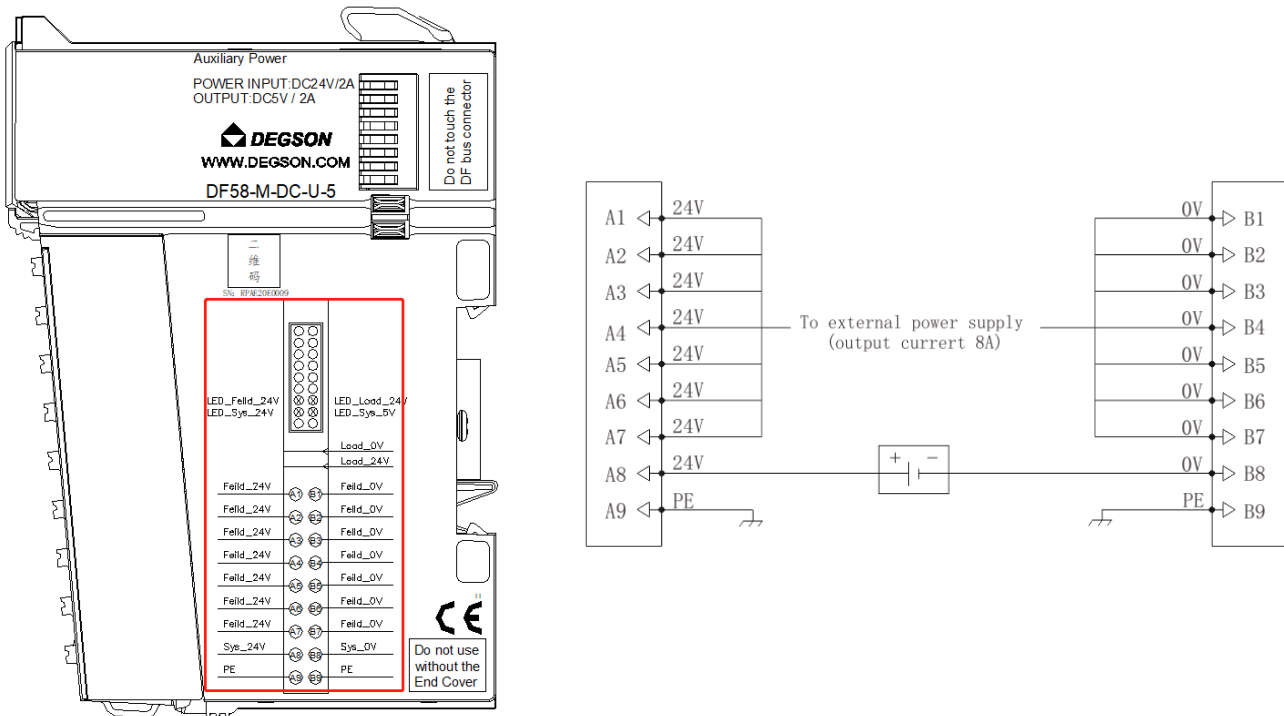 Auxiliary Power
POWER INPUT:DC24V/2A
OUTPUT:DC5V / 2A
DEGSON
WWW.DEGSON.COM
DF58-M-DC-U-5
Do not touch the
DF bus connector
二
维
码
SN: RPAE20E0009
LED_Feild_24V
LED_Sys_24V
LED_Load_24V
LED_Sys_5V
Load_0V
Load_24V
Feild_24V A1 B1 Feild_0V
Feild_24V A2 B2 Feild_0V
Feild_24V A3 B3 Feild_0V
Feild_24V A4 B4 Feild_0V
Feild_24V A5 B5 Feild_0V
Feild_24V A6 B6 Feild_0V
Feild_24V A7 B7 Feild_0V
Sys_24V A8 B8 Sys_0V
PE A9 B9 PE
CE
Do not use
without the
End Cover
A1 24V 0V B1
A2 24V 0V B2
A3 24V 0V B3
A4 24V 0V B4
To external power supply
(output currert 8A)
A5 24V 0V B5
A6 24V 0V B6
A7 24V 0V B7
A8 24V + − 0V B8
A9 PE PE B9